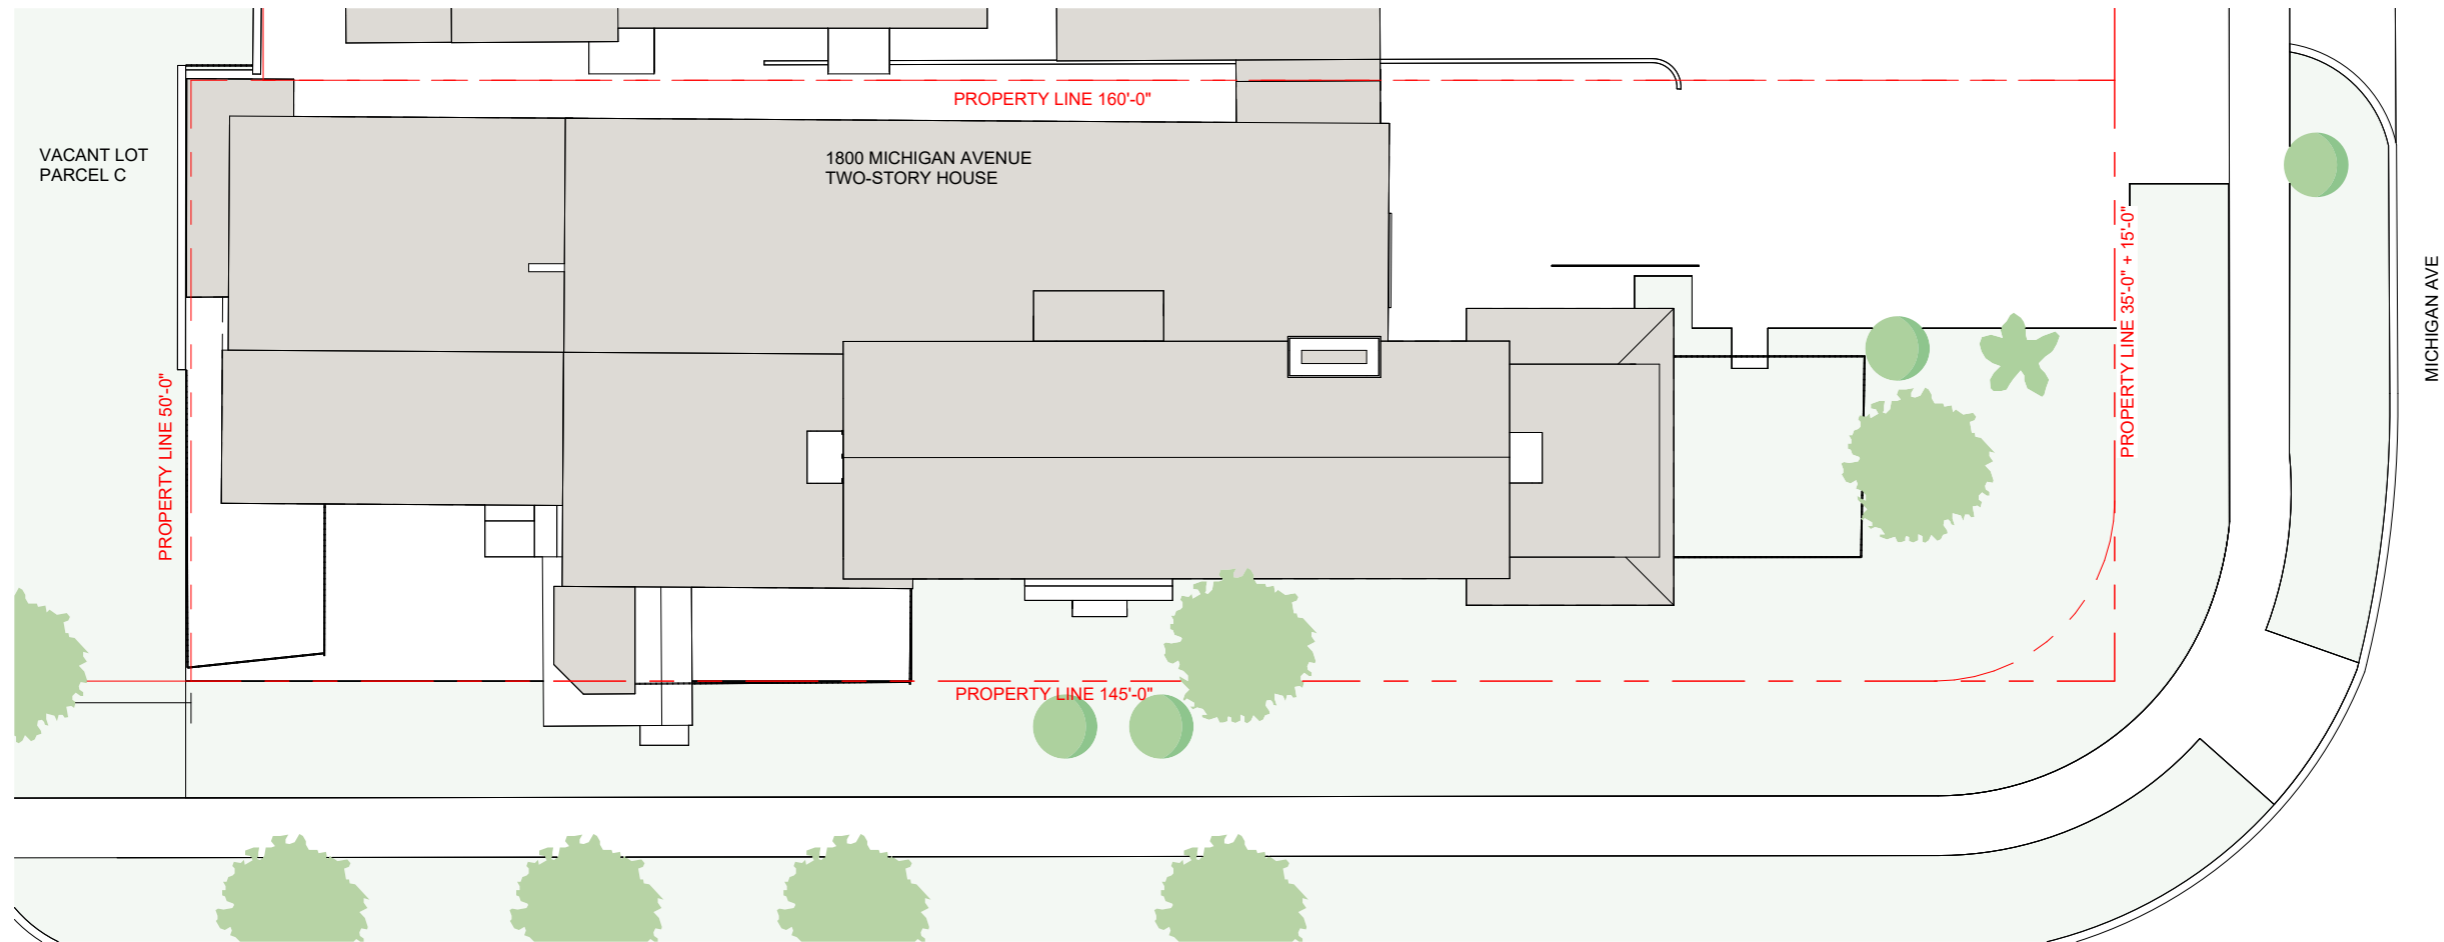 PROPERTY LINE 160'-0"
VACANT LOT
PARCEL C
1800 MICHIGAN AVENUE
TWO-STORY HOUSE
PROPERTY LINE 50'-0"
PROPERTY LINE 35'-0" + 15'-0"
MICHIGAN AVE
PROPERTY LINE 145'-0"